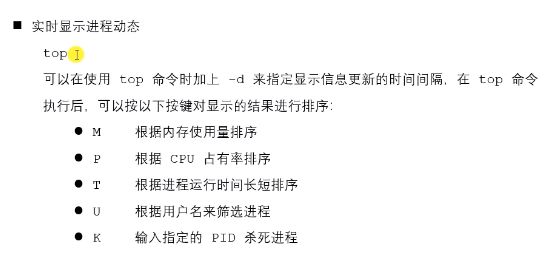 ■ 实时显示进程动态
top
可以在使用 top 命令时加上 -d 来指定显示信息更新的时间间隔，在 top 命令
执行后，可以按以下按键对显示的结果进行排序：
● M 根据内存使用量排序
● P 根据 CPU 占有率排序
● T 根据进程运行时间长短排序
● U 根据用户名来筛选进程
● K 输入指定的 PID 杀死进程